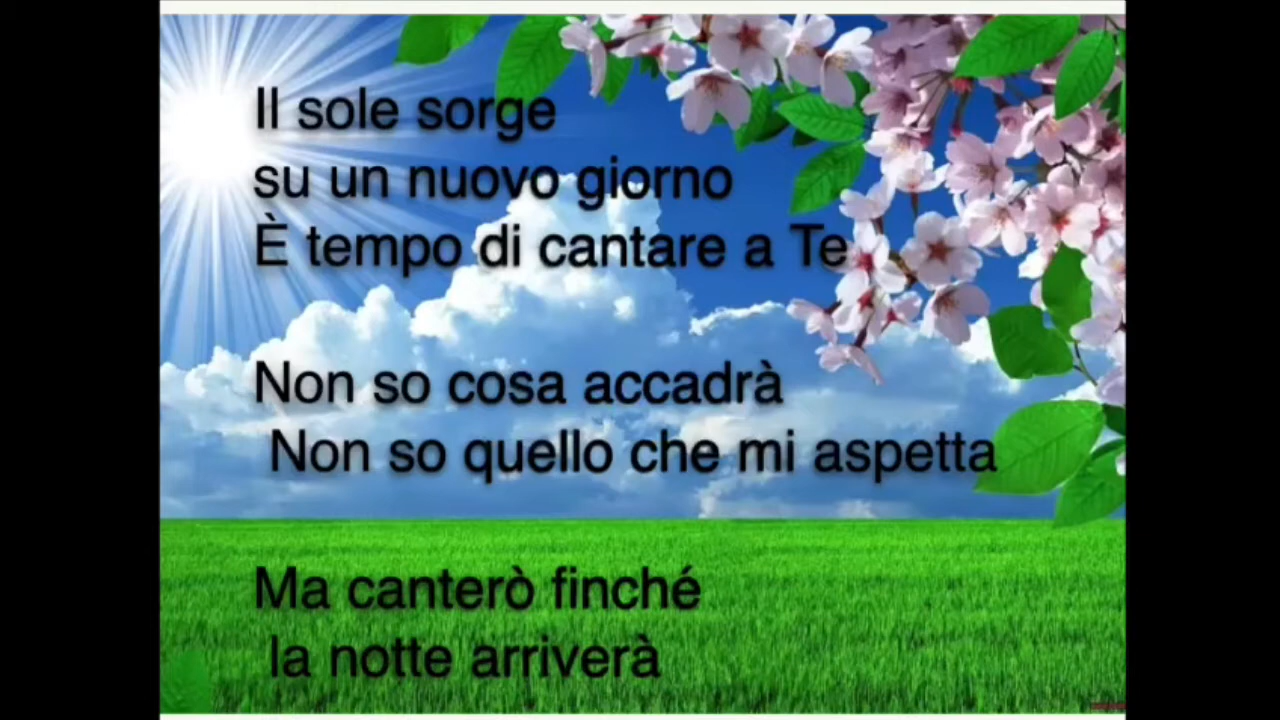 Il sole sorge
su un nuovo giorno
È tempo di cantare a Te
Non so cosa accadrà
Non so quello che mi aspetta
Ma canterò finché
la notte arriverà